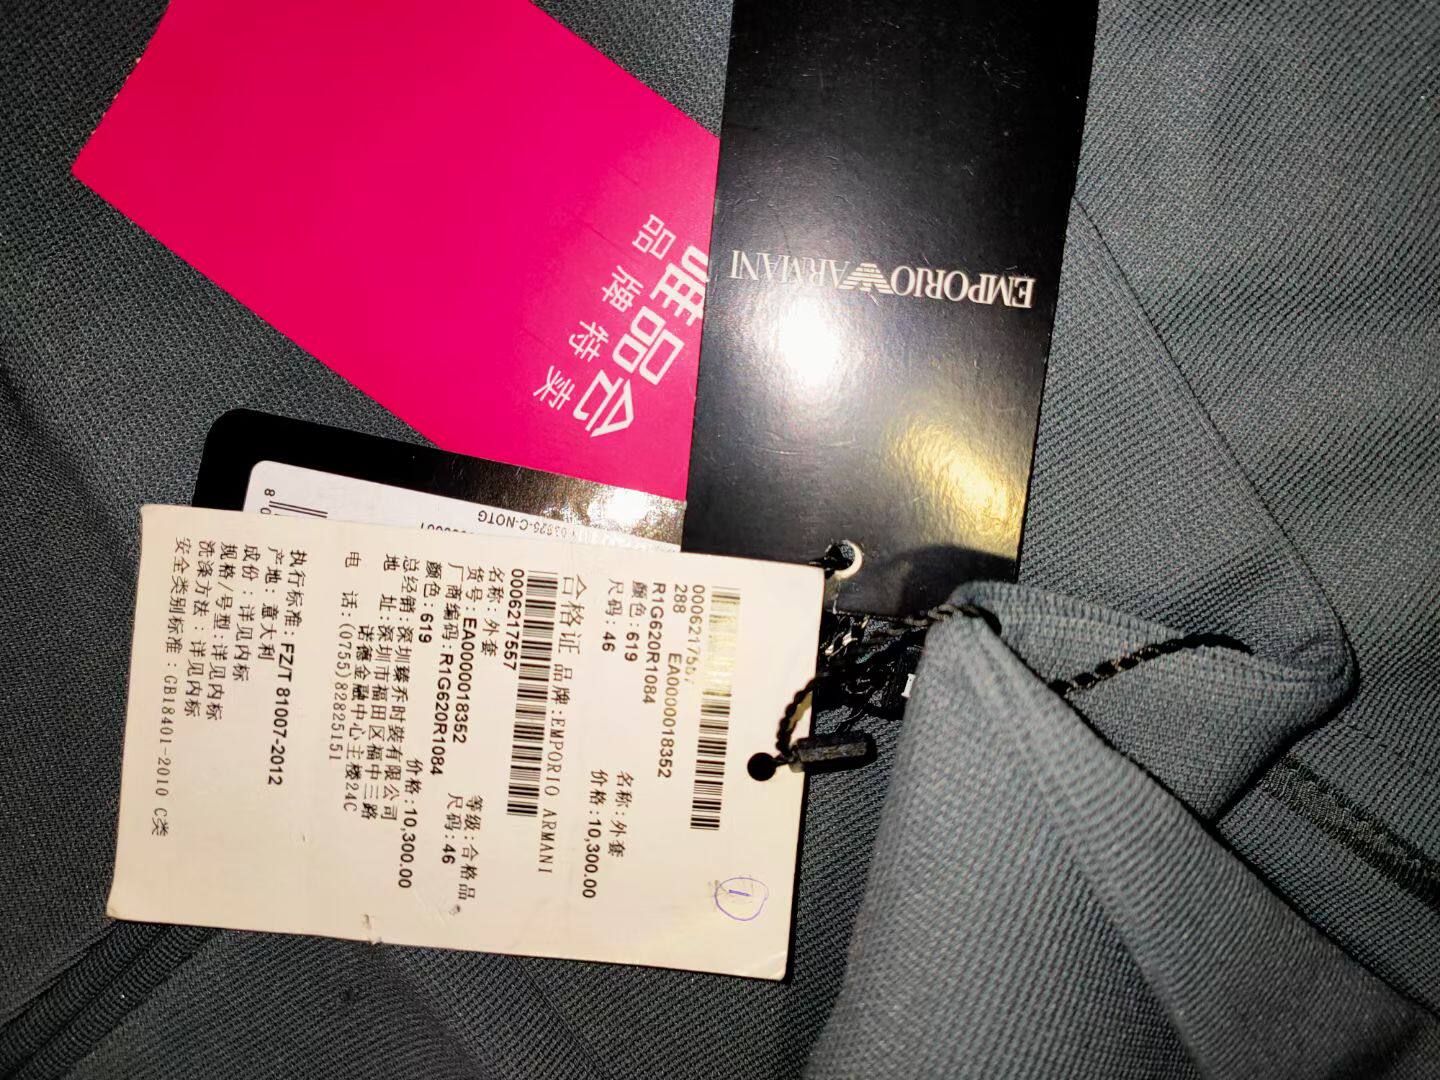 唯品会
品牌特卖
EMPORIO ARMANI
03825-C-NOTG
0006217557
288 EA0000018352
R1G620R1084
颜色:619 名称:外套
尺码:46 价格:10,300.00
1
合格证 品牌:EMPORIO ARMANI
0006217557
名称:外套 等级:合格品
货号:EA0000018352 尺码:46
厂商编码:R1G620R1084
颜色:619 价格:10,300.00
总经销:深圳臻乔时装有限公司
地 址:深圳市福田区福中三路
诺德金融中心主楼24C
电 话:(0755)82825151
执行标准:FZ/T 81007-2012
产地:意大利
成份:详见内标
规格/号型:详见内标
洗涤方法:详见内标
安全类别标准:GB18401-2010 C类